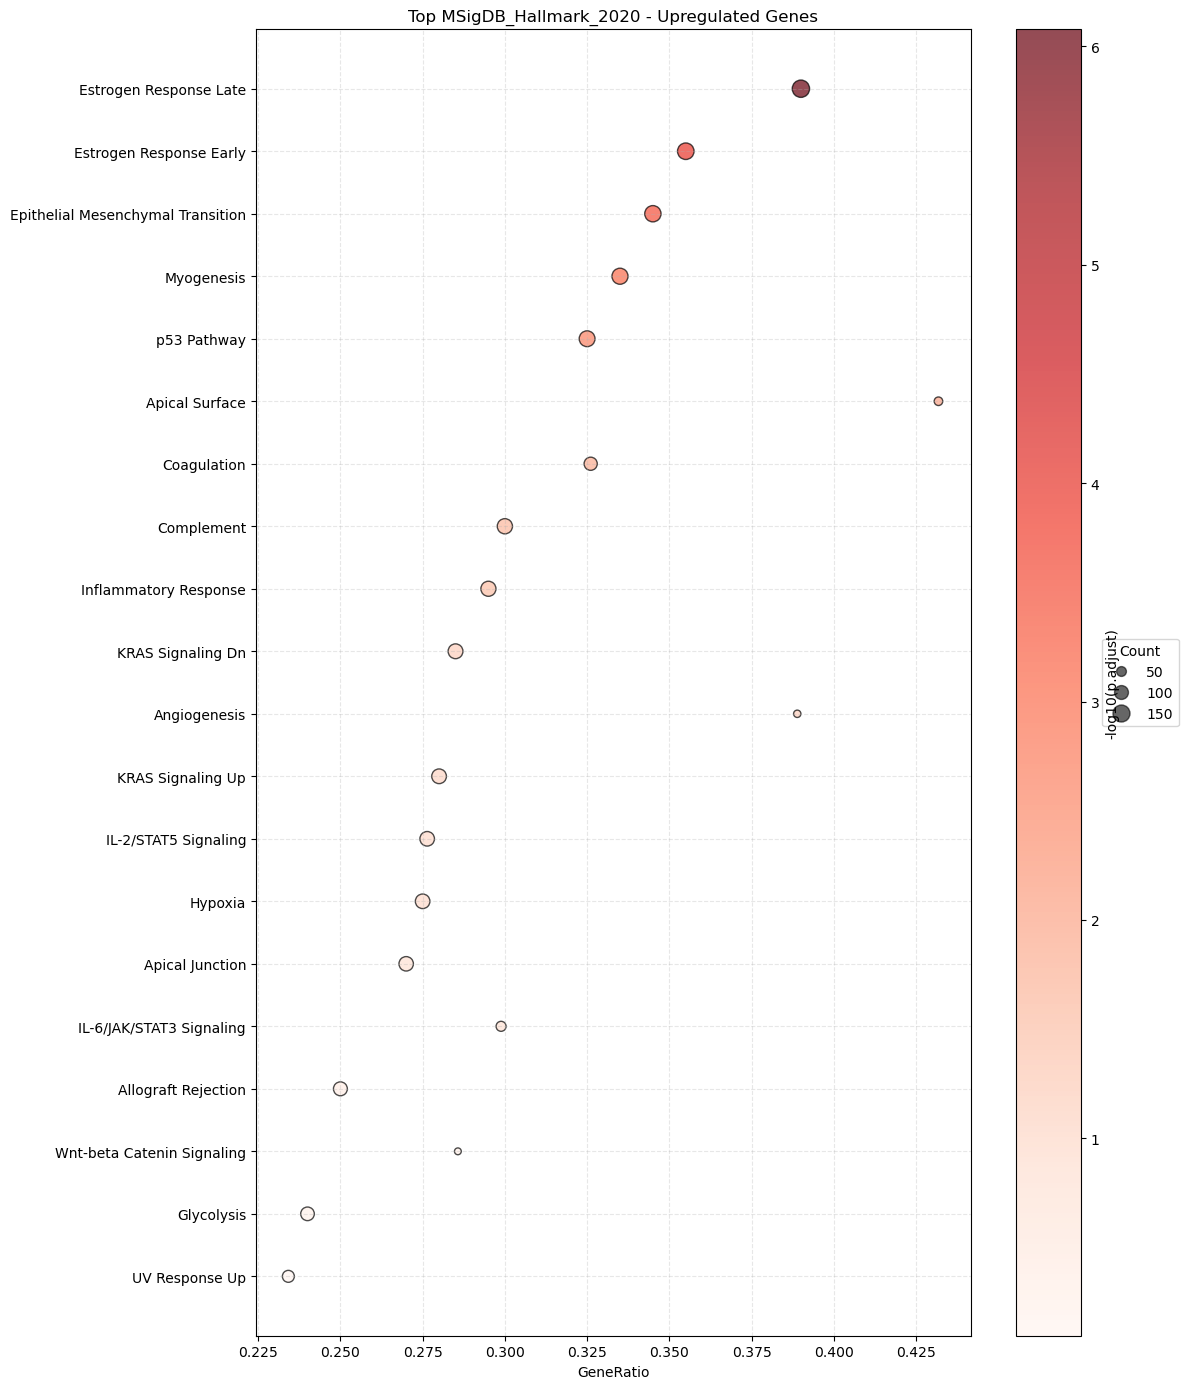 Top MSigDB_Hallmark_2020 - Upregulated Genes
Estrogen Response Late
Estrogen Response Early
Epithelial Mesenchymal Transition
Myogenesis
p53 Pathway
Apical Surface
Coagulation
Complement
Inflammatory Response
KRAS Signaling Dn
Angiogenesis
KRAS Signaling Up
IL-2/STAT5 Signaling
Hypoxia
Apical Junction
IL-6/JAK/STAT3 Signaling
Allograft Rejection
Wnt-beta Catenin Signaling
Glycolysis
UV Response Up
0.225 0.250 0.275 0.300 0.325 0.350 0.375 0.400 0.425
GeneRatio
6
5
4
3
2
1
-log10(p.adjust)
Count
50
100
150